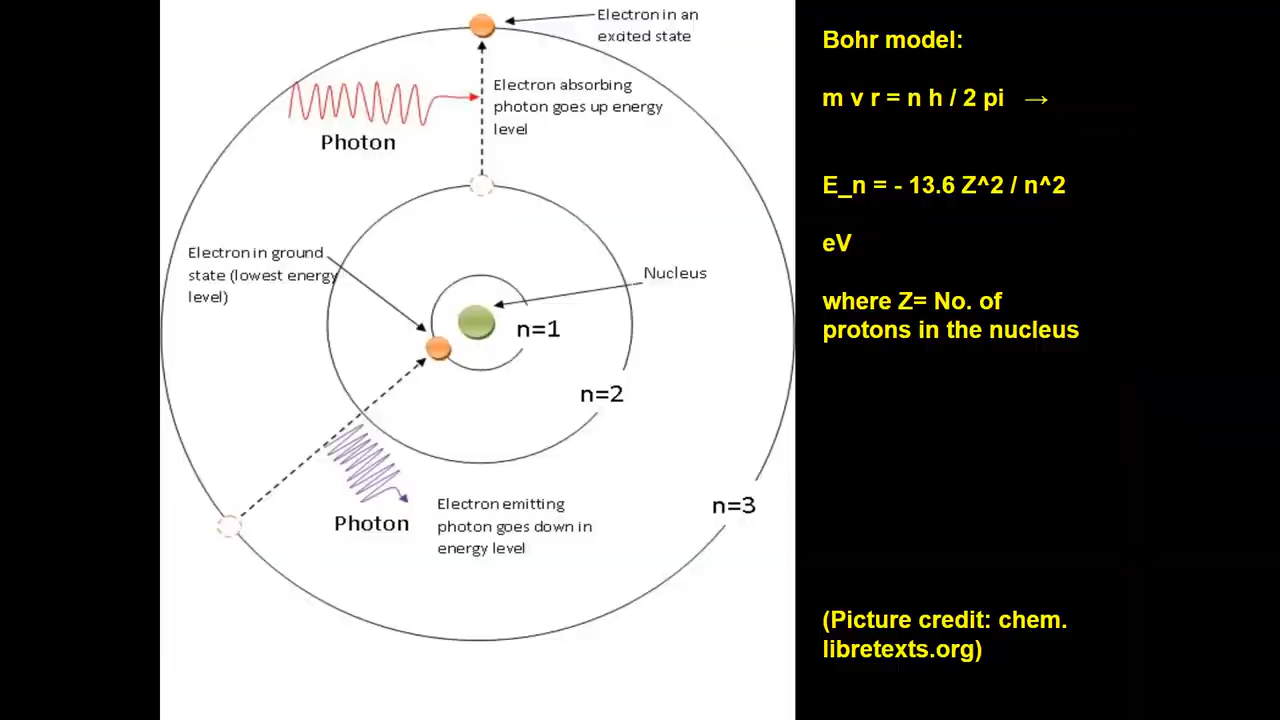 Electron in an
excited state
Electron absorbing
photon goes up energy
level
Photon
Electron in ground
state (lowest energy
level)
Nucleus
n=1
n=2
n=3
Photon
Electron emitting
photon goes down in
energy level
Bohr model:
m v r = n h / 2 pi →
E_n = - 13.6 Z^2 / n^2
eV
where Z= No. of
protons in the nucleus
(Picture credit: chem.
libretexts.org)